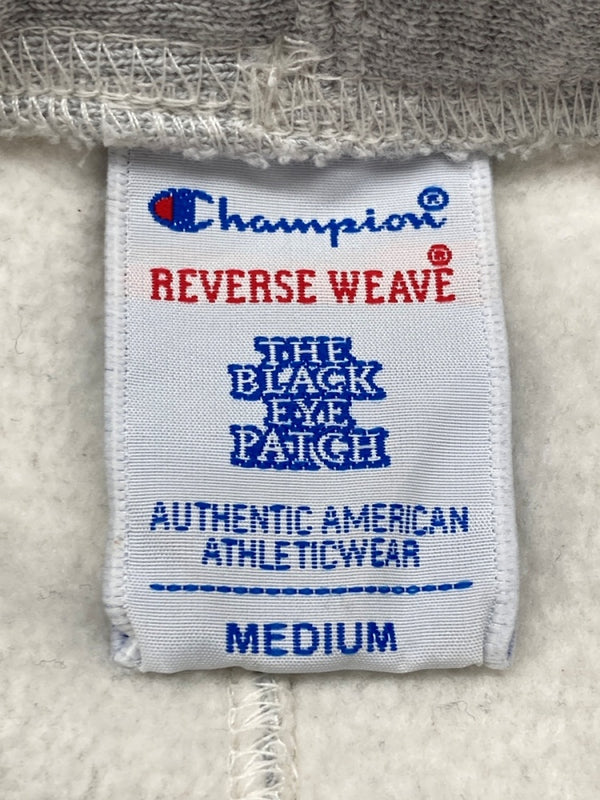 Champion®
REVERSE WEAVE®
THE
BLACK
EYE
PATCH
AUTHENTIC AMERICAN
ATHLETICWEAR
MEDIUM